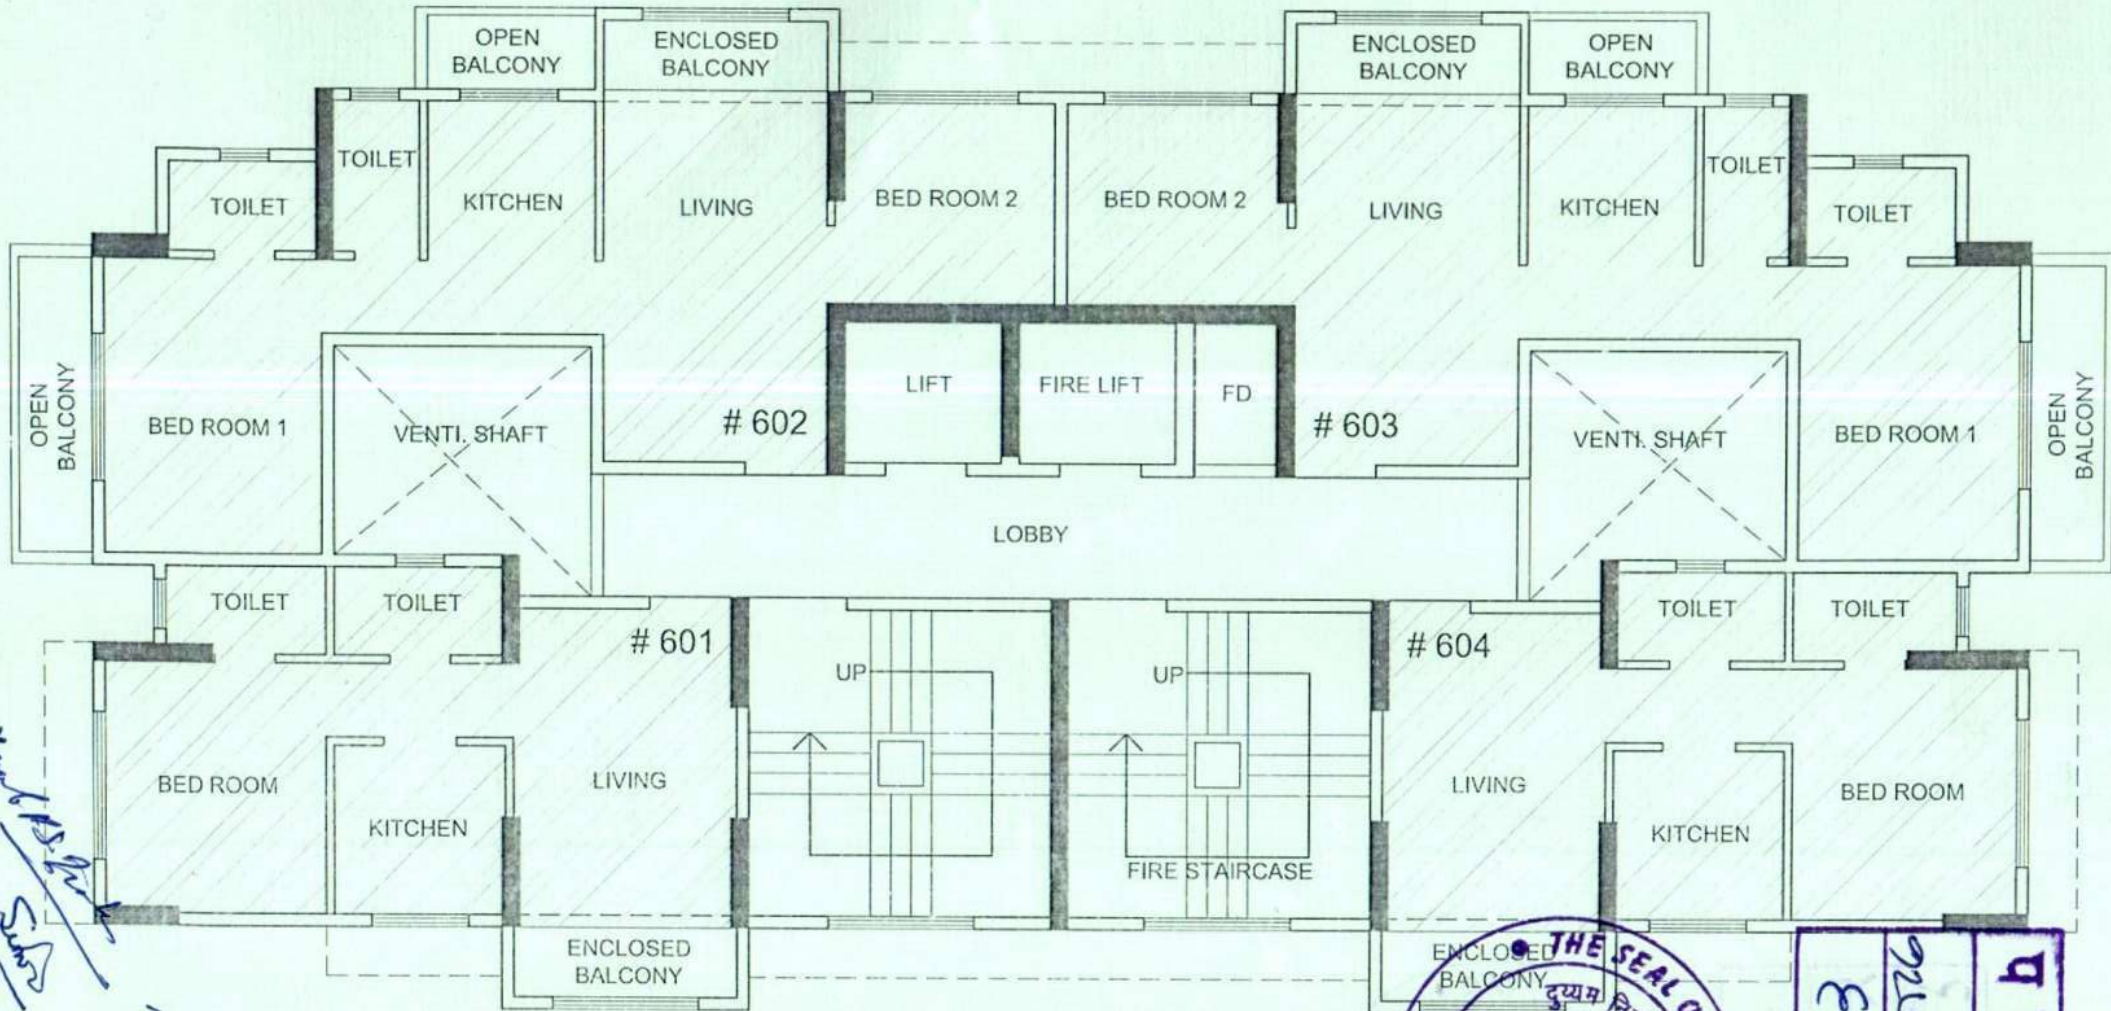 OPEN
BALCONY
ENCLOSED
BALCONY
ENCLOSED
BALCONY
OPEN
BALCONY
TOILET
TOILET
KITCHEN
LIVING
BED ROOM 2
BED ROOM 2
LIVING
KITCHEN
TOILET
TOILET
OPEN
BALCONY
BED ROOM 1
VENTI. SHAFT
# 602
LIFT
FIRE LIFT
FD
# 603
VENTI. SHAFT
BED ROOM 1
OPEN
BALCONY
LOBBY
TOILET
TOILET
# 601
UP
UP
# 604
TOILET
TOILET
BED ROOM
KITCHEN
LIVING
FIRE STAIRCASE
LIVING
KITCHEN
BED ROOM
ENCLOSED
BALCONY
ENCLOSED
BALCONY
THE SEAL
दुय्यम